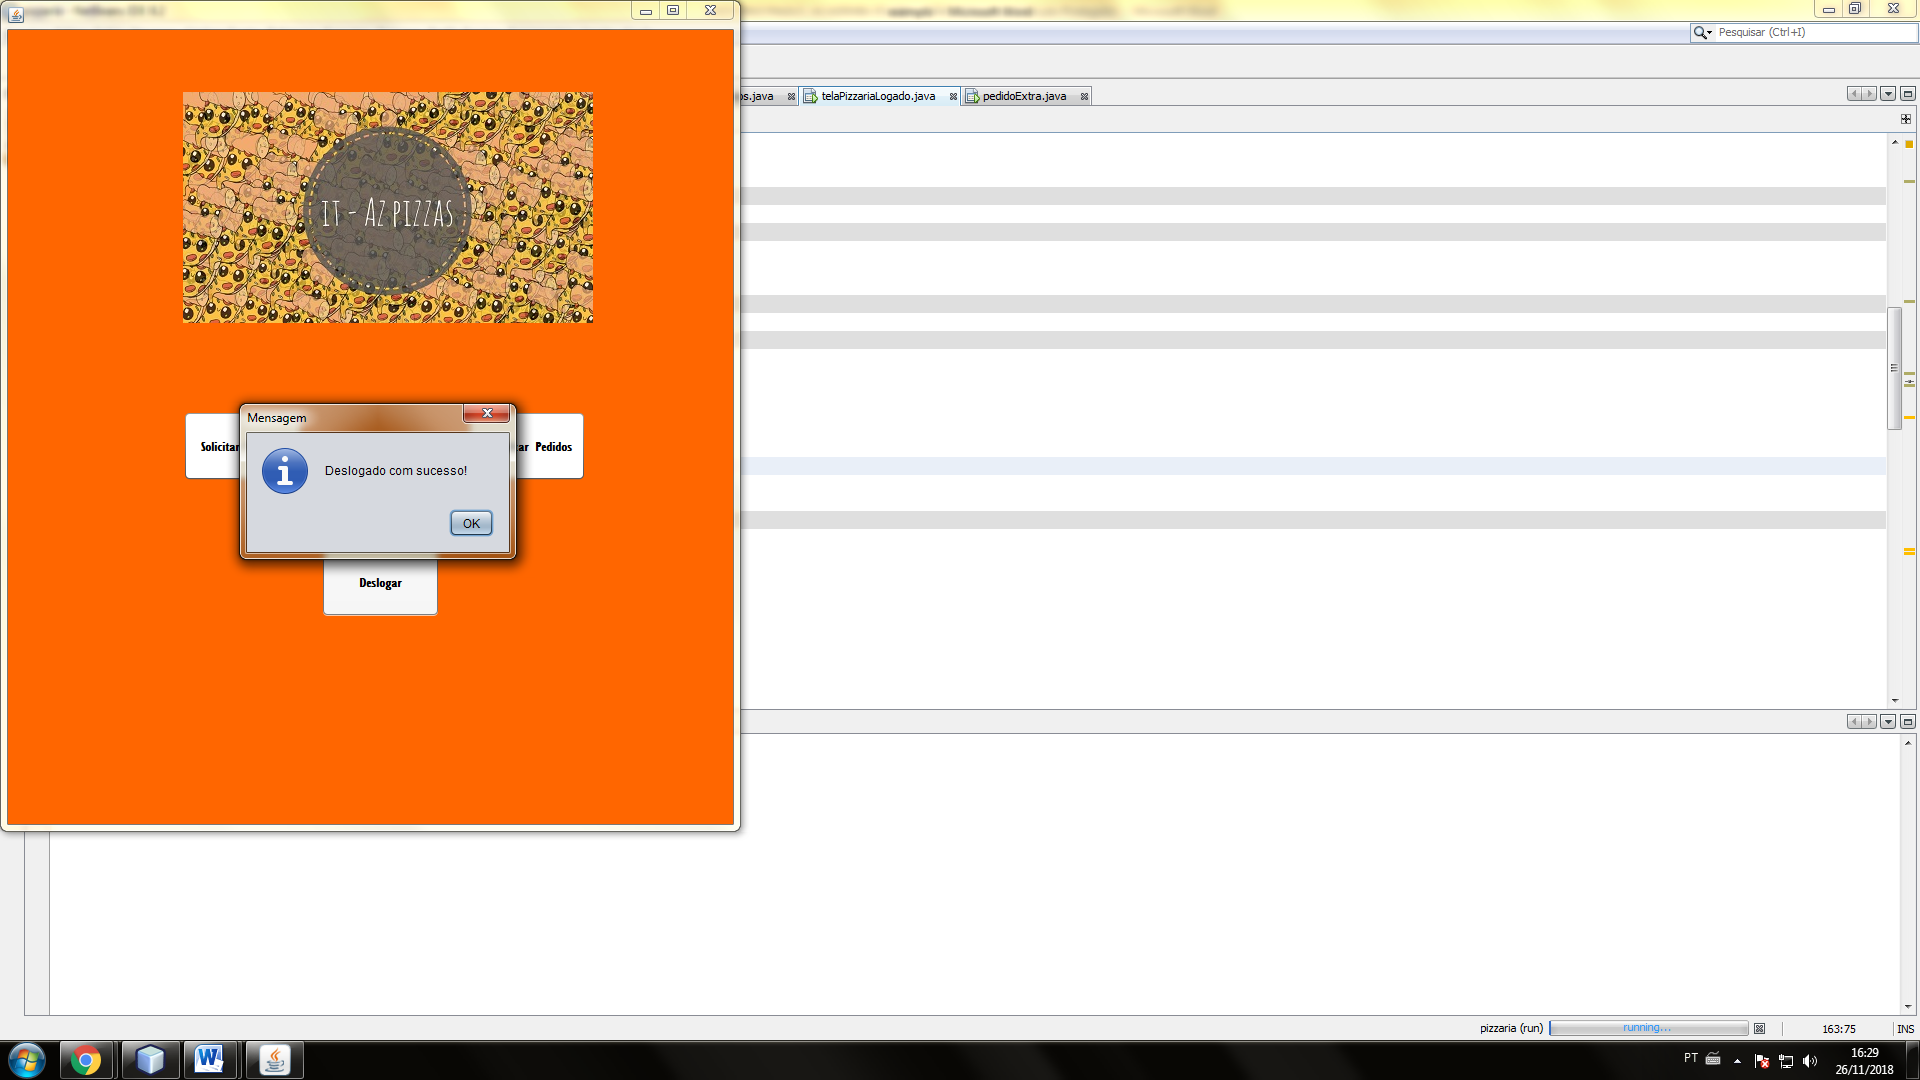 Pesquisar (Ctrl+I)
os.java
telaPizzariaLogado.java
pedidoExtra.java
IT - AZ PIZZAS
Mensagem
Solicitar
ar Pedidos
Deslogado com sucesso!
OK
Deslogar
pizzaria (run)
running...
163:75
INS
PT
16:29
26/11/2018